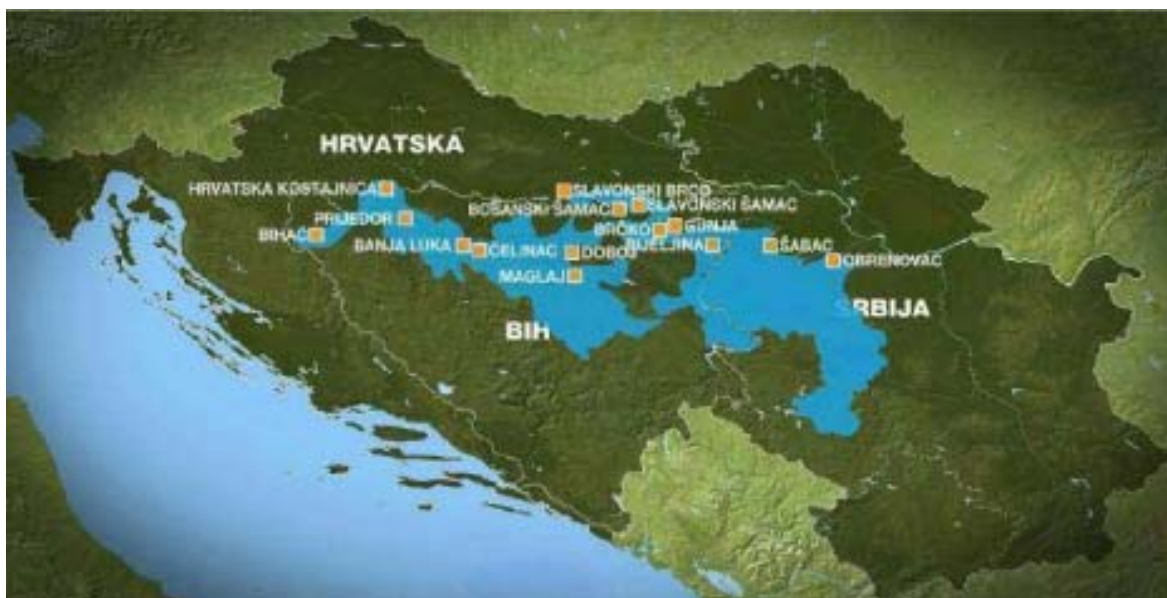 HRVATSKA
HRVATSKA KOSTAJNICA
SLAVONSKI BROD
SLAVONSKI ŠAMAC
BOSANSKI ŠAMAC
PRIJEDOR
GUNJA
BRČKO
BIHAĆ
BANJA LUKA
ČELINAC
DOBOJ
BIJELJINA
ŠABAC
OBRENOVAC
MAGLAJ
SRBIJA
BIH